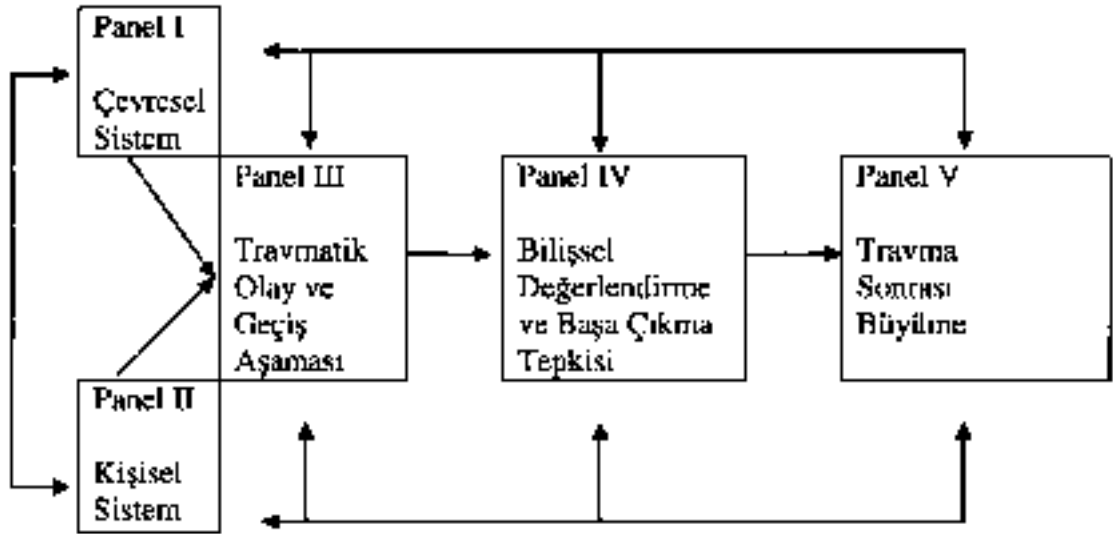 Panel I
Çevresel
Sistem
Panel III
Travmatik
Olay ve
Geçiş
Aşaması
Panel IV
Bilişsel
Değerlendirme
ve Başa Çıkma
Tepkisi
Panel V
Travma
Sonrası
Büyüme
Panel II
Kişisel
Sistem